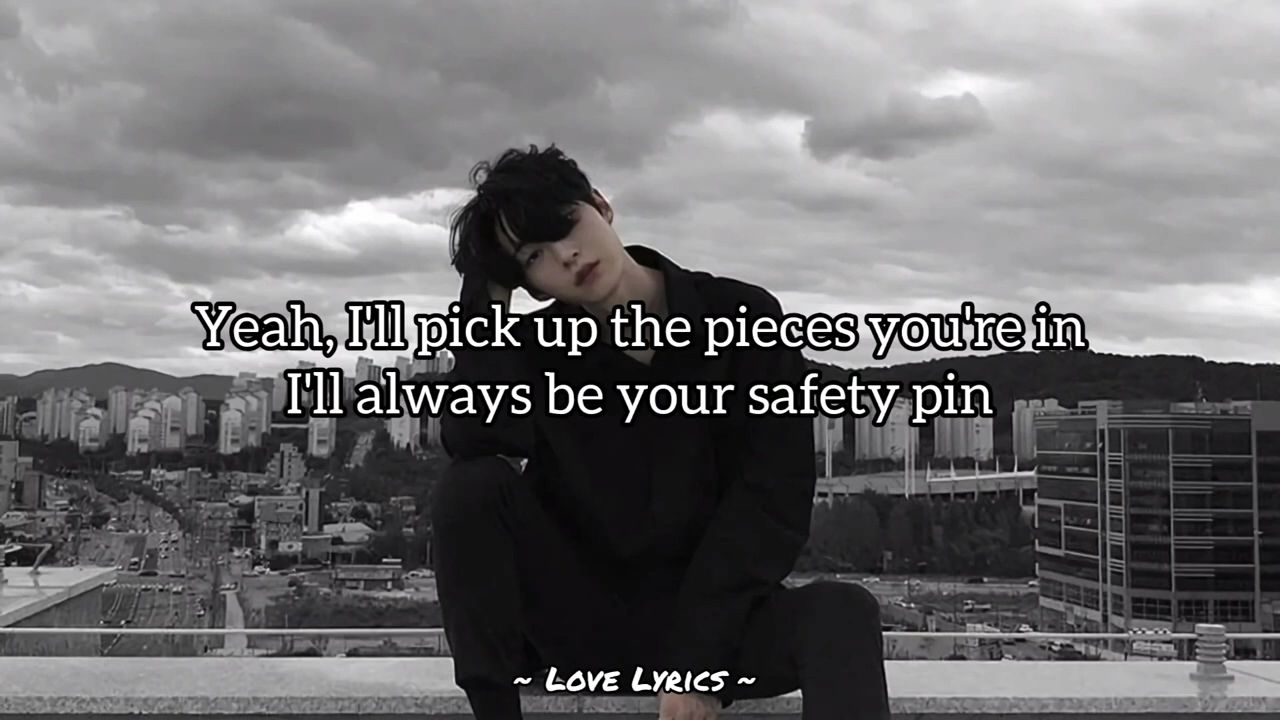 Yeah, I'll pick up the pieces you're in
I'll always be your safety pin
~ Love Lyrics ~